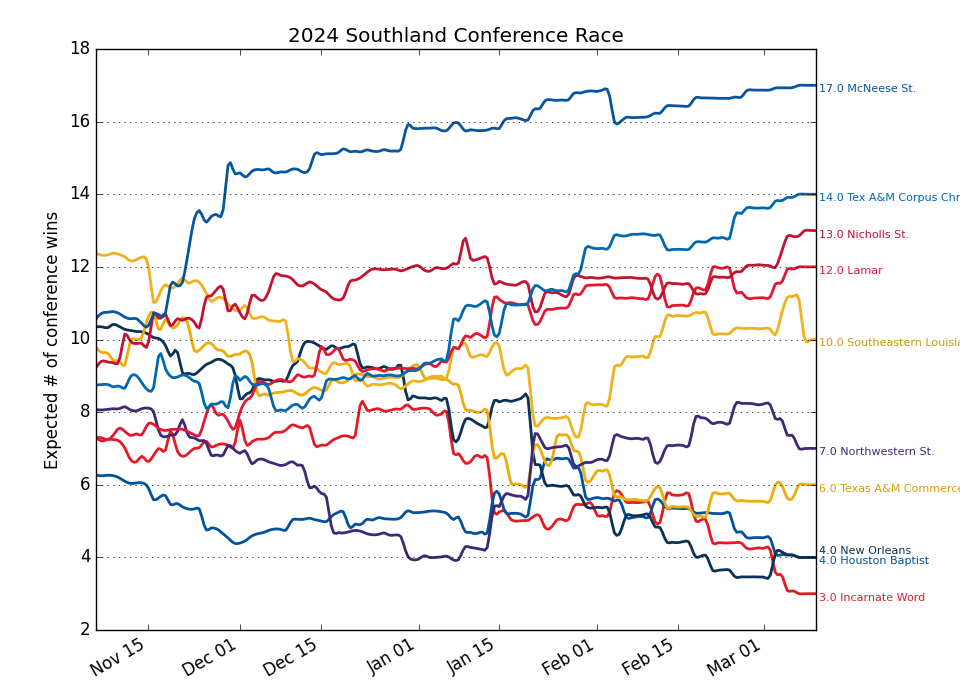 2024 Southland Conference Race
Expected # of conference wins
18
16
14
12
10
8
6
4
2
Nov 15
Dec 01
Dec 15
Jan 01
Jan 15
Feb 01
Feb 15
Mar 01
17.0 McNeese St.
14.0 Tex A&M Corpus Chr
13.0 Nicholls St.
12.0 Lamar
10.0 Southeastern Louisia
7.0 Northwestern St.
6.0 Texas A&M Commerce
4.0 New Orleans
4.0 Houston Baptist
3.0 Incarnate Word